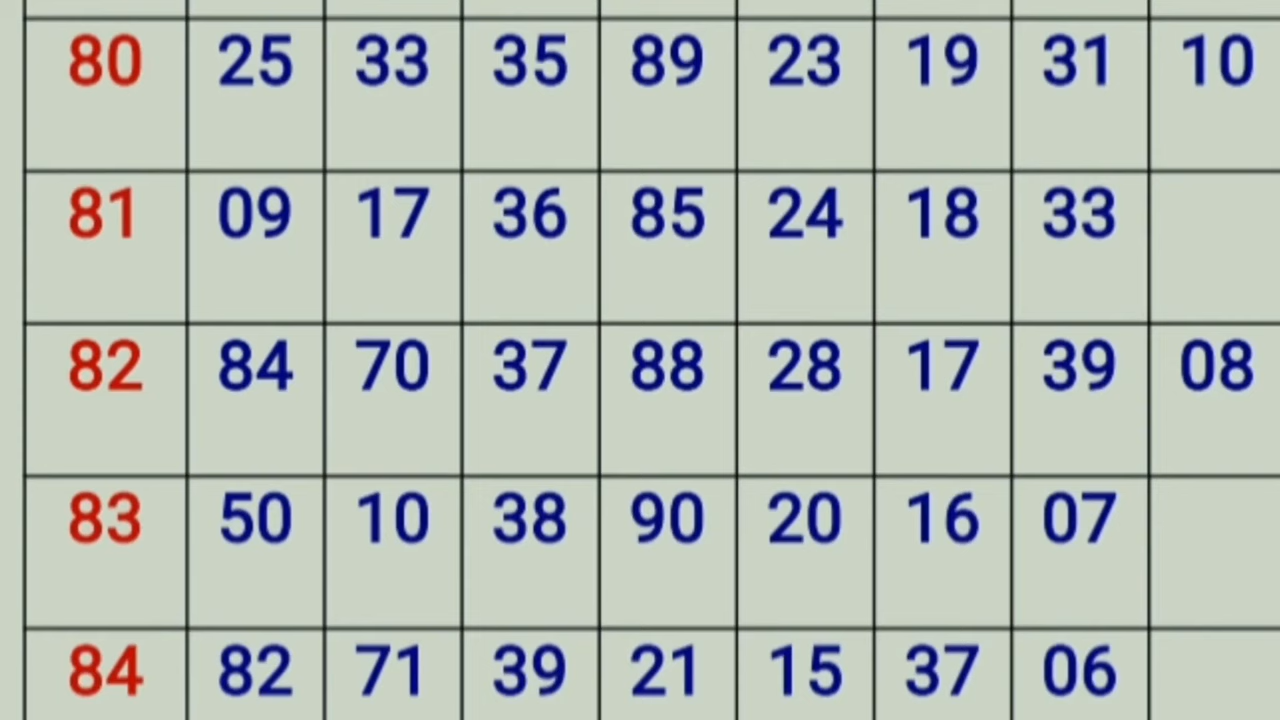 80 25 33 35 89 23 19 31 10
81 09 17 36 85 24 18 33
82 84 70 37 88 28 17 39 08
83 50 10 38 90 20 16 07
84 82 71 39 21 15 37 06